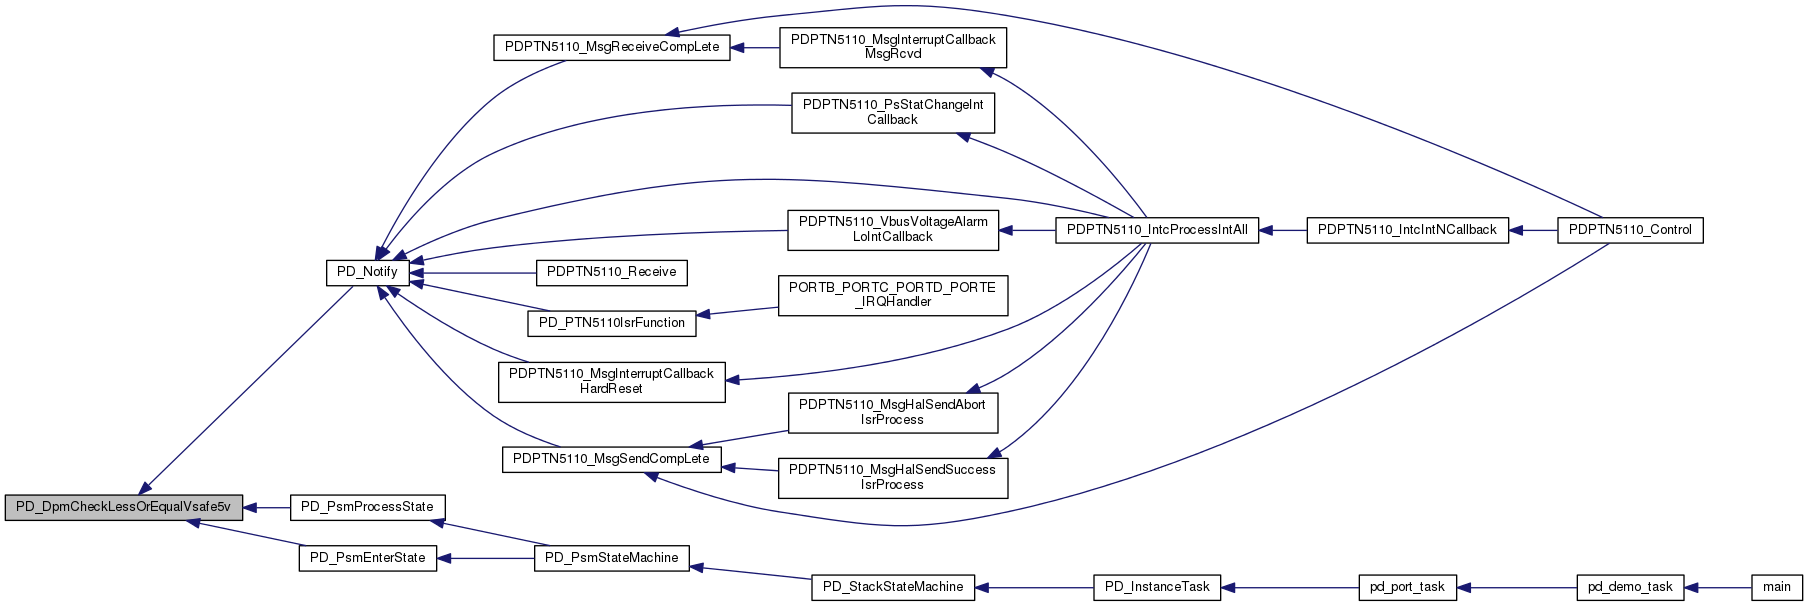 PDPTN5110_MsgReceiveCompLete
PDPTN5110_MsgInterruptCallback
MsgRcvd
PDPTN5110_PsStatChangeInt
Callback
PDPTN5110_VbusVoltageAlarm
LoIntCallback
PDPTN5110_IntcProcessIntAll
PDPTN5110_IntcIntNCallback
PDPTN5110_Control
PD_Notify
PDPTN5110_Receive
PORTB_PORTC_PORTD_PORTE
_IRQHandler
PD_PTN5110IsrFunction
PDPTN5110_MsgInterruptCallback
HardReset
PDPTN5110_MsgHalSendAbort
IsrProcess
PDPTN5110_MsgSendCompLete
PDPTN5110_MsgHalSendSuccess
IsrProcess
PD_DpmCheckLessOrEqualVsafe5v
PD_PsmProcessState
PD_PsmEnterState
PD_PsmStateMachine
PD_StackStateMachine
PD_InstanceTask
pd_port_task
pd_demo_task
main